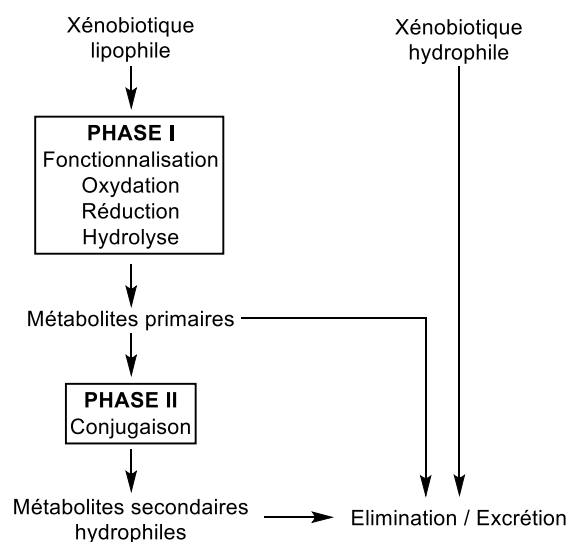 Xénobiotique
lipophile
Xénobiotique
hydrophile
PHASE I
Fonctionnalisation
Oxydation
Réduction
Hydrolyse
Métabolites primaires
PHASE II
Conjugaison
Métabolites secondaires
hydrophiles
Elimination / Excrétion